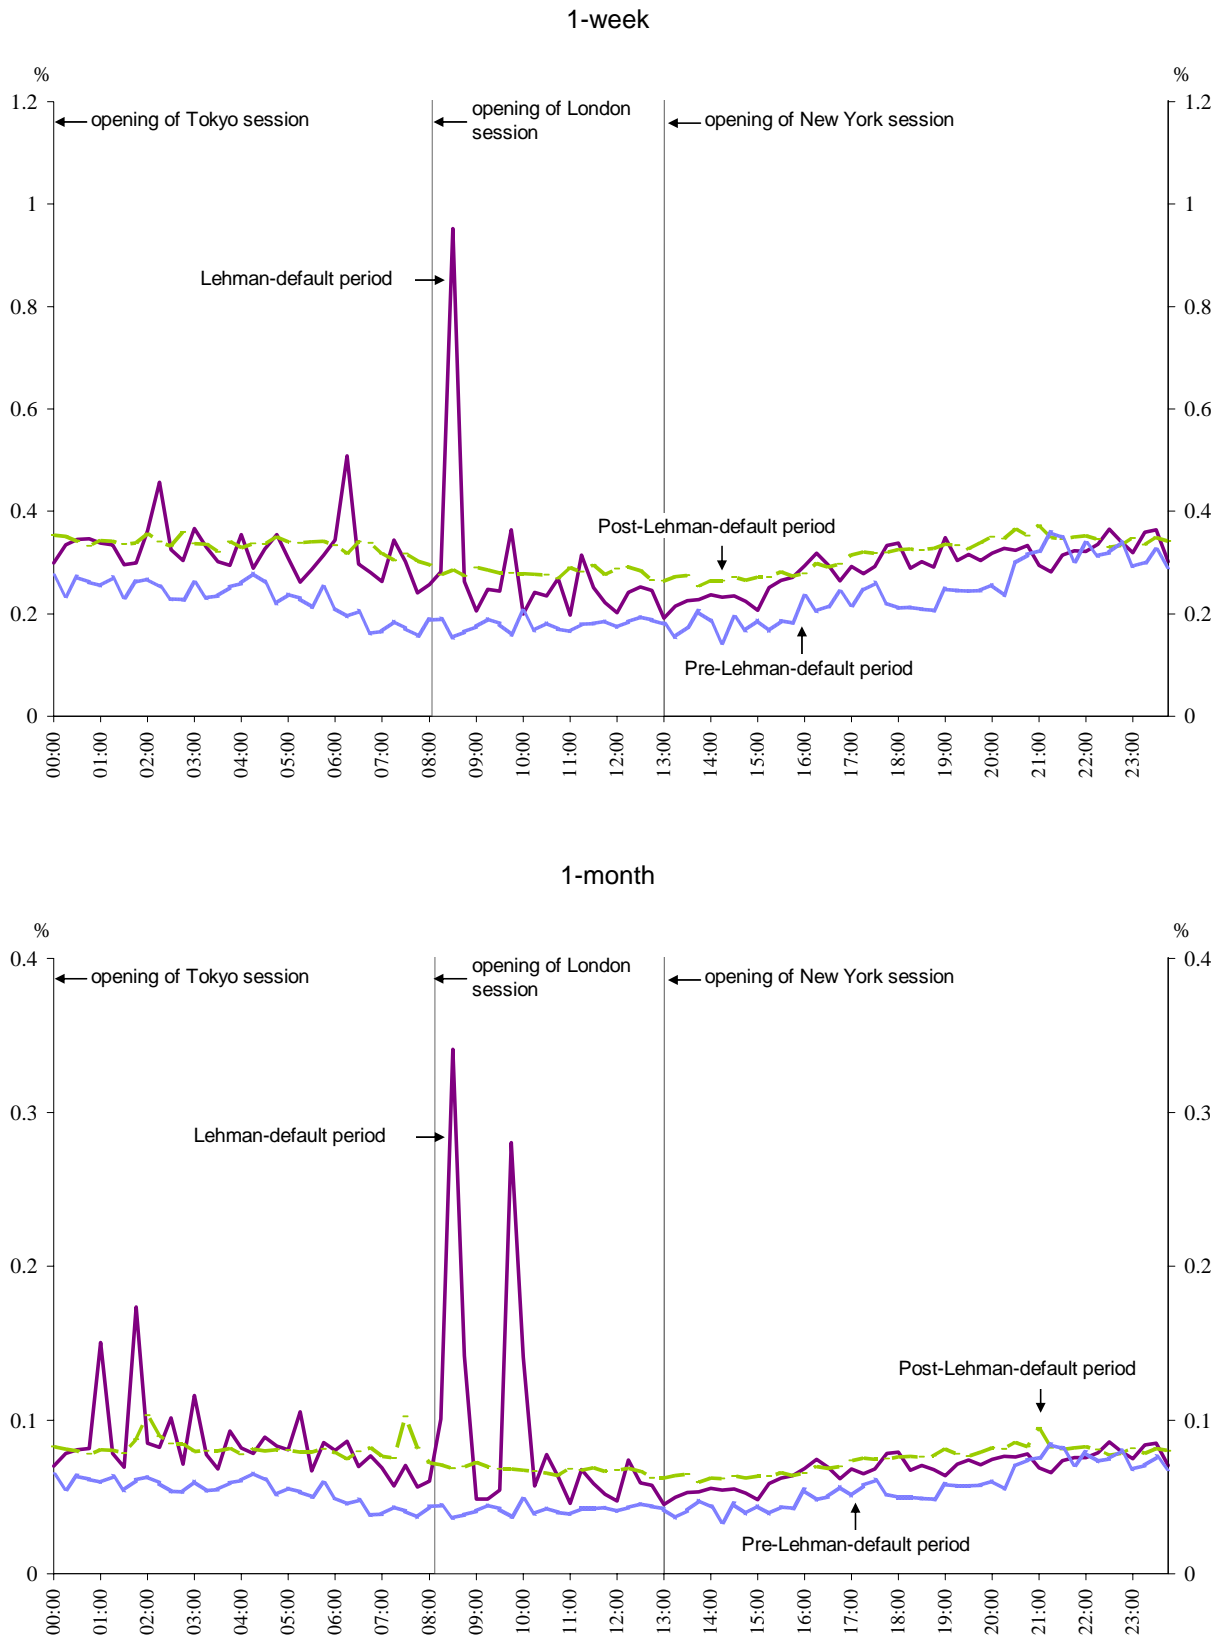 1-week
% %
1.2 1.2
opening of Tokyo session
opening of London
session
opening of New York session
1 1
Lehman-default period
0.8 0.8
0.6 0.6
Post-Lehman-default period
0.4 0.4
0.2 0.2
Pre-Lehman-default period
0 0
00:00 01:00 02:00 03:00 04:00 05:00 06:00 07:00 08:00 09:00 10:00 11:00 12:00 13:00 14:00 15:00 16:00 17:00 18:00 19:00 20:00 21:00 22:00 23:00
1-month
% %
0.4 0.4
opening of Tokyo session
opening of London
session
opening of New York session
0.3 0.3
Lehman-default period
0.2 0.2
Post-Lehman-default period
0.1 0.1
Pre-Lehman-default period
0 0
00:00 01:00 02:00 03:00 04:00 05:00 06:00 07:00 08:00 09:00 10:00 11:00 12:00 13:00 14:00 15:00 16:00 17:00 18:00 19:00 20:00 21:00 22:00 23:00